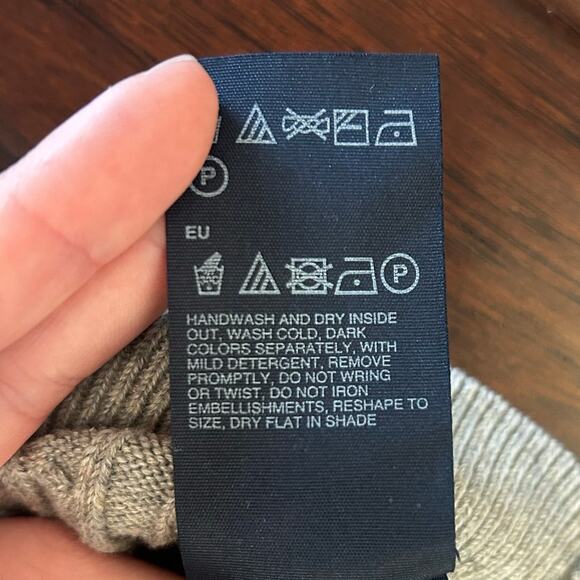 P
EU
P
HANDWASH AND DRY INSIDE
OUT, WASH COLD, DARK
COLORS SEPARATELY, WITH
MILD DETERGENT, REMOVE
PROMPTLY, DO NOT WRING
OR TWIST, DO NOT IRON
EMBELLISHMENTS, RESHAPE TO
SIZE, DRY FLAT IN SHADE